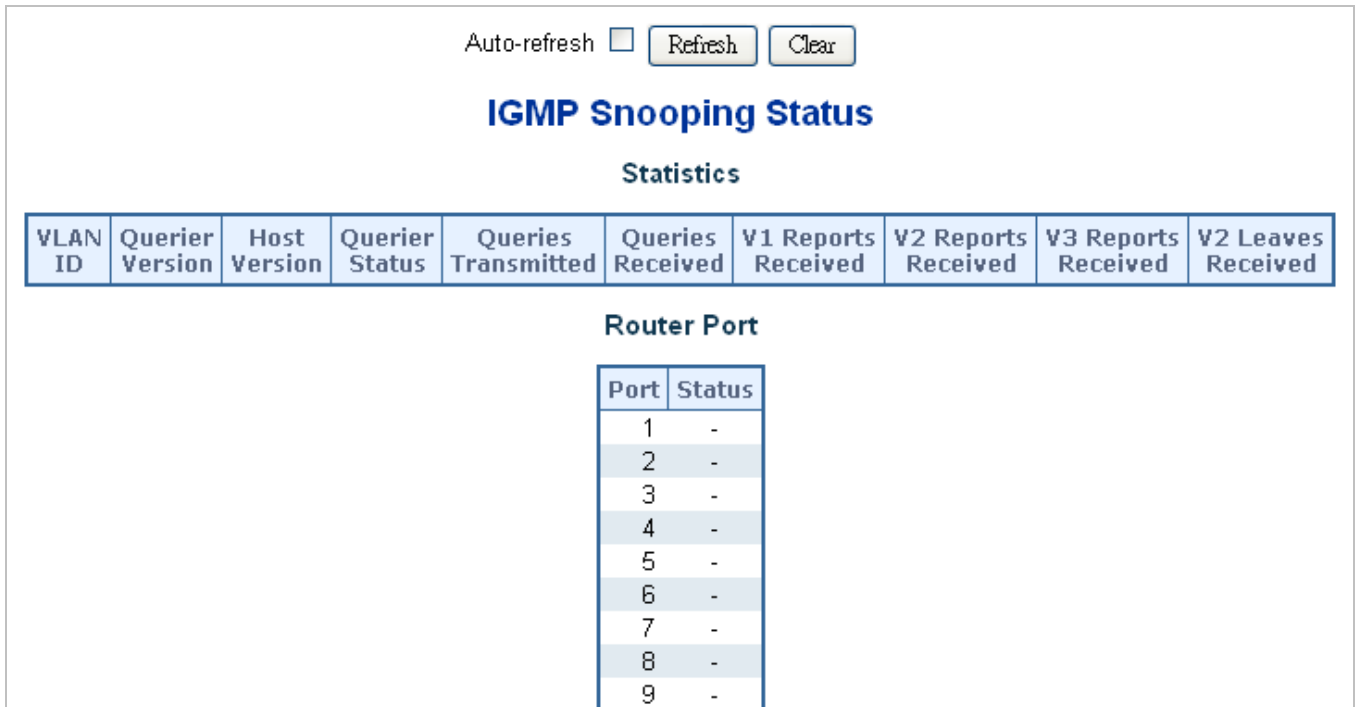 Auto-refresh Refresh Clear
IGMP Snooping Status
Statistics
VLAN ID Querier Version Host Version Querier Status Queries Transmitted Queries Received V1 Reports Received V2 Reports Received V3 Reports Received V2 Leaves Received
Router Port
Port Status
1 -
2 -
3 -
4 -
5 -
6 -
7 -
8 -
9 -